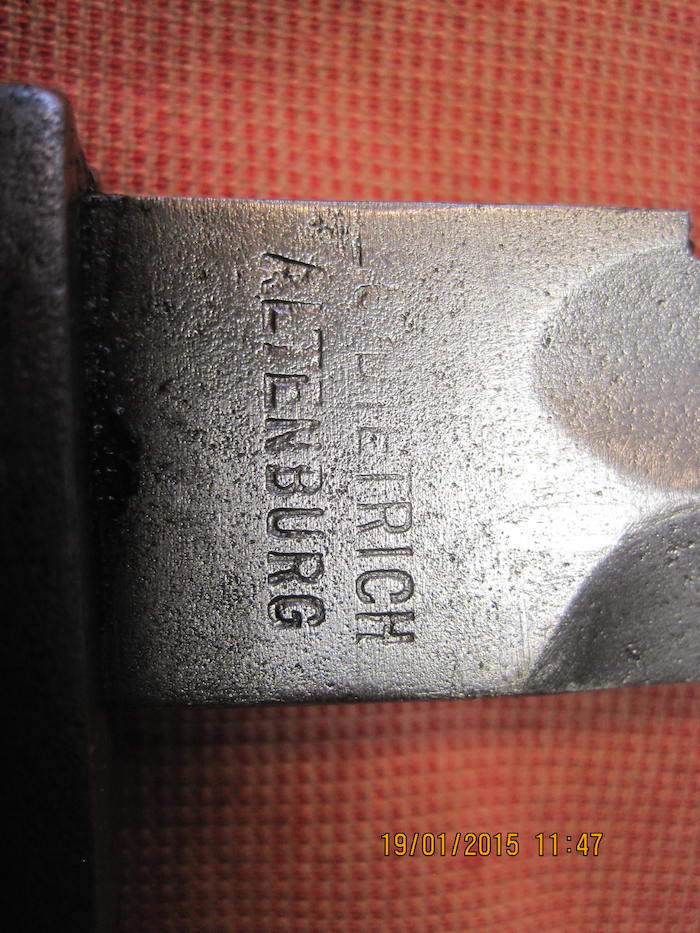 DIETRICH
ALTENBURG
19/01/2015 11:47